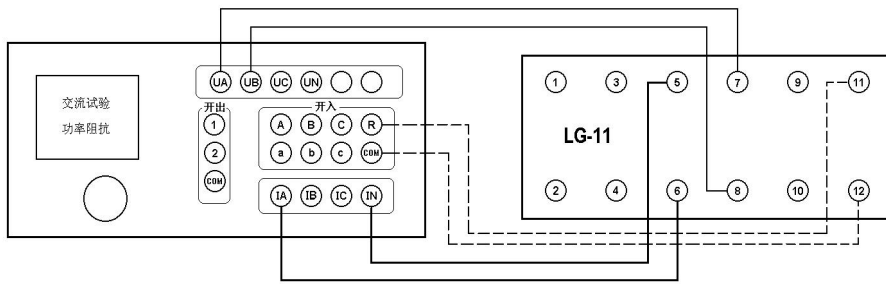 交流试验
功率阻抗
UA UB UC UN
开出
1
2
COM
开入
A B C R
a b c COM
IA IB IC IN
1 3 5 7 9 11
LG-11
2 4 6 8 10 12